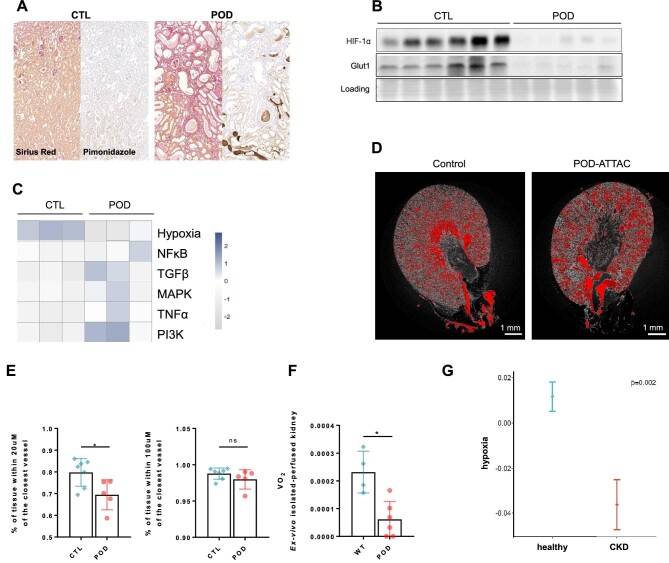 A
CTL
POD
Sirius Red
Pimonidazole
B
CTL
POD
HIF-1α
Glut1
Loading
C
CTL
POD
Hypoxia
NFκB
TGFβ
MAPK
TNFα
PI3K
2
1
0
-1
-2
D
Control
POD-ATTAC
1 mm
1 mm
E
% of tissue within 20uM
of the closest vessel
1.0
0.9
0.8
0.7
0.6
0.5
*
CTL
POD
% of tissue within 100uM
of the closest vessel
1.10
1.05
1.00
0.95
0.90
ns
CTL
POD
F
VO2
Ex-vivo isolated-perfused kidney
0.0004
0.0003
0.0002
0.0001
0.0000
*
WT
POD
G
hypoxia
0.02
0.00
-0.02
-0.04
p=0.002
healthy
CKD